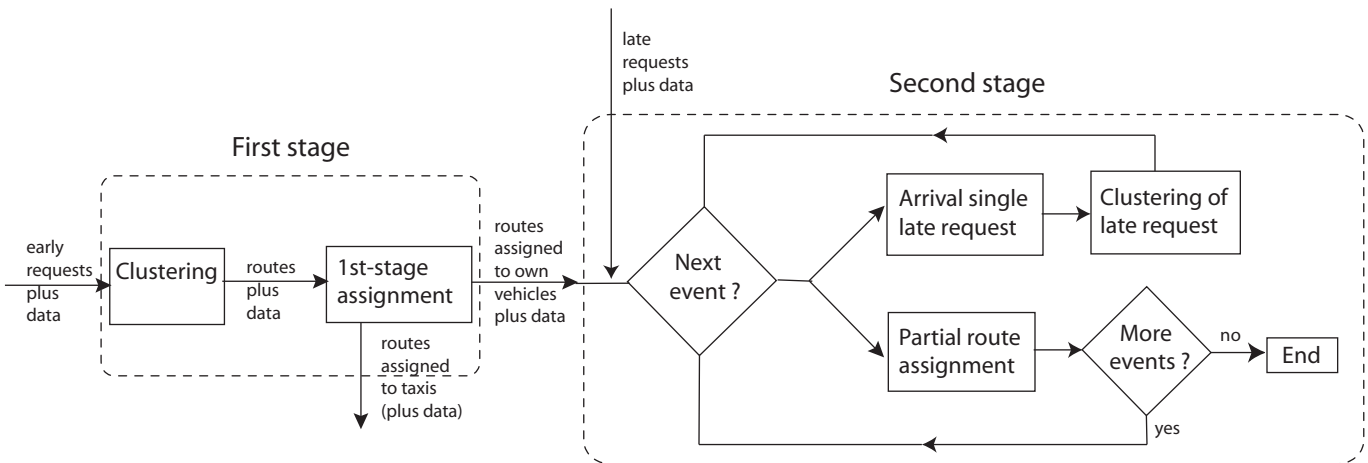 First stage
early
requests
plus
data
Clustering
routes
plus
data
1st-stage
assignment
routes
assigned
to taxis
(plus data)
routes
assigned
to own
vehicles
plus data
late
requests
plus data
Second stage
Next
event ?
Arrival single
late request
Clustering of
late request
Partial route
assignment
More
events ?
no
End
yes